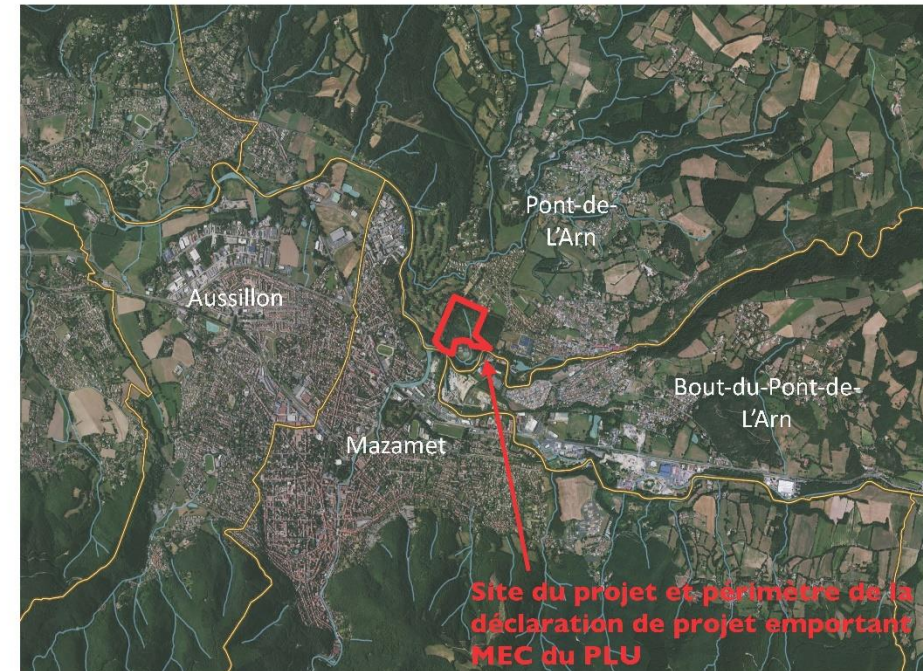 Pont-de-
L'Arn
Aussillon
Bout-du-Pont-de-
L'Arn
Mazamet
Site du projet et périmètre de la
déclaration de projet emportant
MEC du PLU